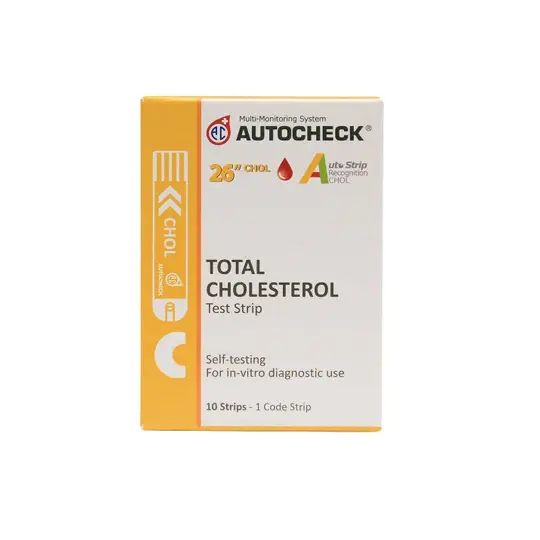 Multi-Monitoring System
AC AUTOCHECK®
26" CHOL
Auto Strip
Recognition
CHOL
CHOL
AUTOCHECK
TOTAL
CHOLESTEROL
Test Strip
Self-testing
For in-vitro diagnostic use
10 Strips - 1 Code Strip